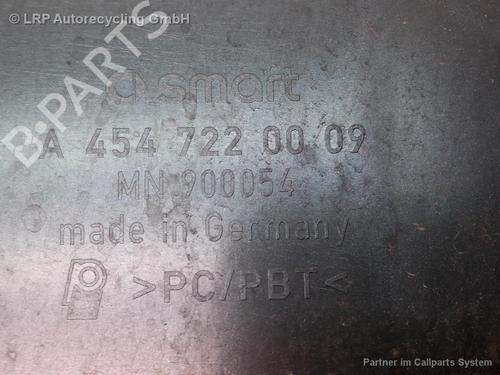 © LRP Autorecycling GmbH
B-PARTS
smart
A 454 722 00 09
MN 900054
made in Germany
>PC/PBT<
Partner im Callparts System